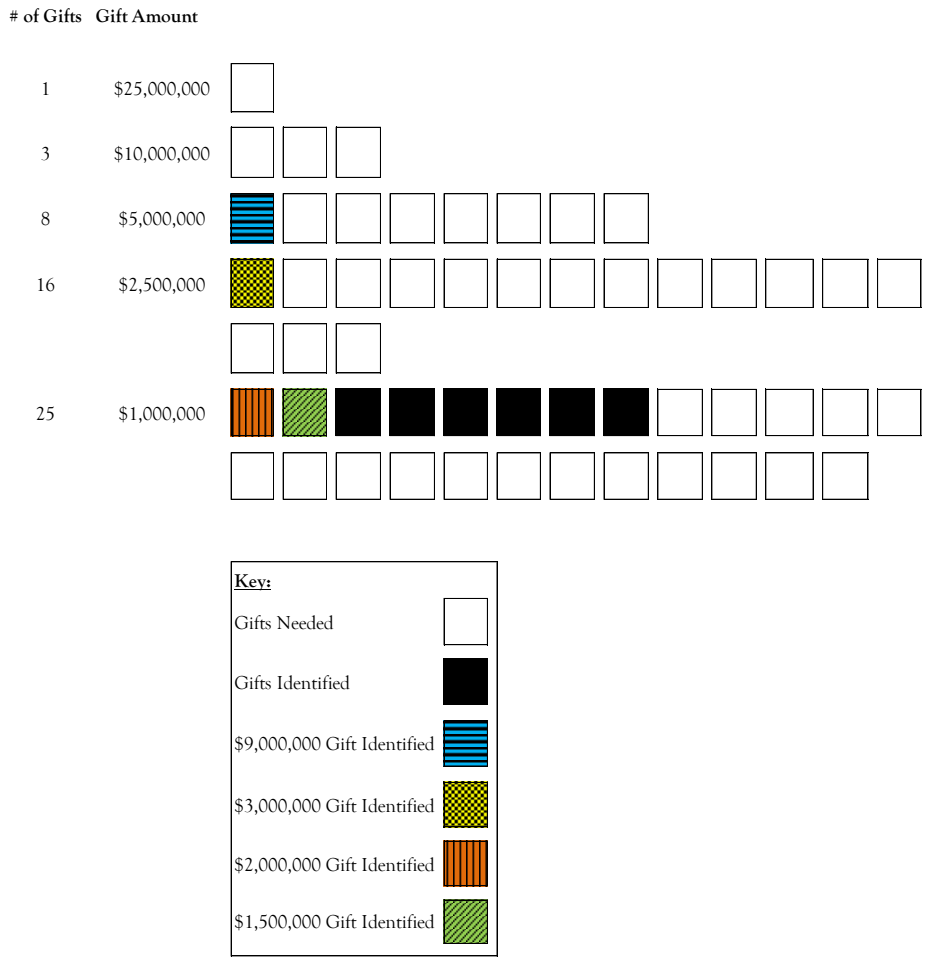 # of Gifts Gift Amount
1 $25,000,000
3 $10,000,000
8 $5,000,000
16 $2,500,000
25 $1,000,000
Key:
Gifts Needed
Gifts Identified
$9,000,000 Gift Identified
$3,000,000 Gift Identified
$2,000,000 Gift Identified
$1,500,000 Gift Identified